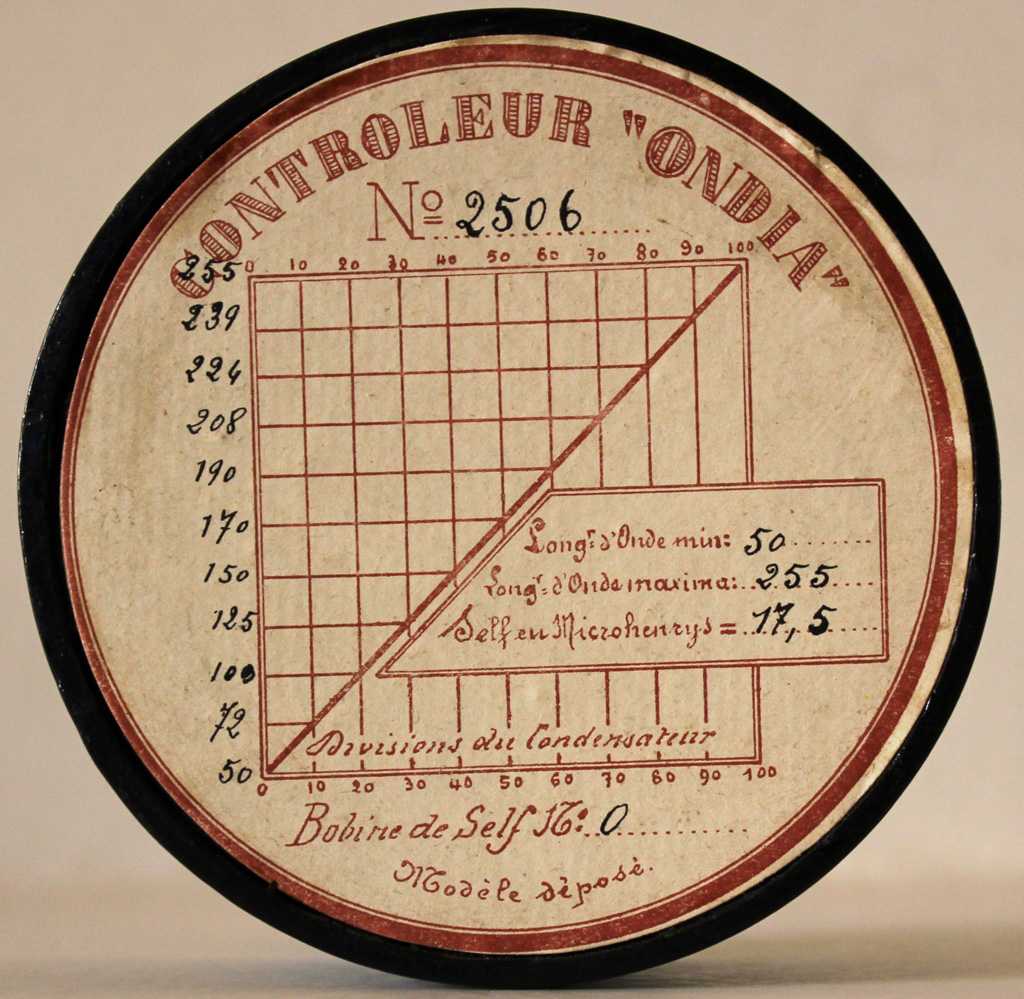 CONTROLEUR "ONDIA"
Nº 2506
0 10 20 30 40 50 60 70 80 90 100
255
239
224
208
190
170
150
125
100
72
50
Longr d'Onde min: 50
Longr d'Onde maxima: 255
Self en Microhenrys = 17,5
Divisions du Condensateur
10 20 30 40 50 60 70 80 90 100
Bobine de Self Nº 0
Modèle déposé.